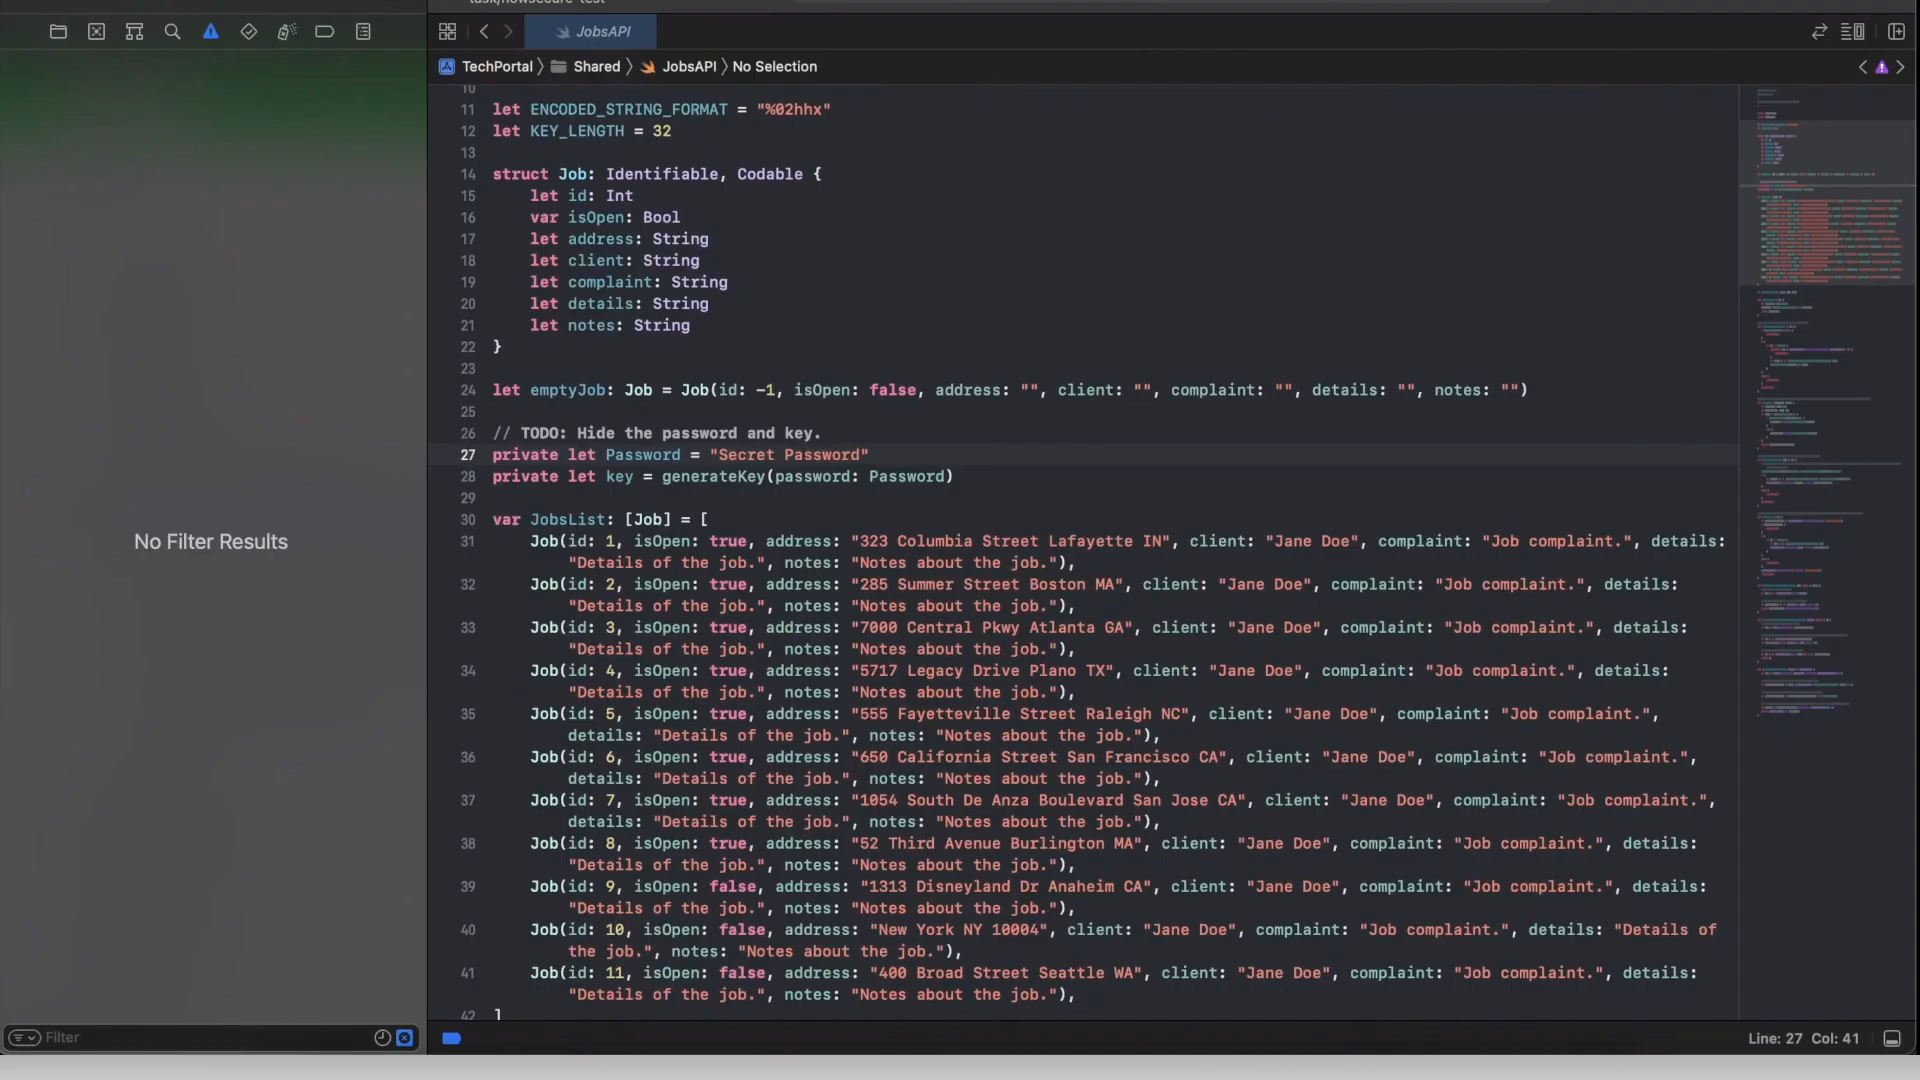 JobsAPI
TechPortal 〉 Shared 〉 JobsAPI 〉 No Selection
10
11 let ENCODED_STRING_FORMAT = "%02hhx"
12 let KEY_LENGTH = 32
13
14 struct Job: Identifiable, Codable {
15 let id: Int
16 var isOpen: Bool
17 let address: String
18 let client: String
19 let complaint: String
20 let details: String
21 let notes: String
22 }
23
24 let emptyJob: Job = Job(id: -1, isOpen: false, address: "", client: "", complaint: "", details: "", notes: "")
25
26 // TODO: Hide the password and key.
27 private let Password = "Secret Password"
28 private let key = generateKey(password: Password)
29
30 var JobsList: [Job] = [
31 Job(id: 1, isOpen: true, address: "323 Columbia Street Lafayette IN", client: "Jane Doe", complaint: "Job complaint.", details:
"Details of the job.", notes: "Notes about the job."),
32 Job(id: 2, isOpen: true, address: "285 Summer Street Boston MA", client: "Jane Doe", complaint: "Job complaint.", details:
"Details of the job.", notes: "Notes about the job."),
33 Job(id: 3, isOpen: true, address: "7000 Central Pkwy Atlanta GA", client: "Jane Doe", complaint: "Job complaint.", details:
"Details of the job.", notes: "Notes about the job."),
34 Job(id: 4, isOpen: true, address: "5717 Legacy Drive Plano TX", client: "Jane Doe", complaint: "Job complaint.", details:
"Details of the job.", notes: "Notes about the job."),
35 Job(id: 5, isOpen: true, address: "555 Fayetteville Street Raleigh NC", client: "Jane Doe", complaint: "Job complaint.",
details: "Details of the job.", notes: "Notes about the job."),
36 Job(id: 6, isOpen: true, address: "650 California Street San Francisco CA", client: "Jane Doe", complaint: "Job complaint.",
details: "Details of the job.", notes: "Notes about the job."),
37 Job(id: 7, isOpen: true, address: "1054 South De Anza Boulevard San Jose CA", client: "Jane Doe", complaint: "Job complaint.",
details: "Details of the job.", notes: "Notes about the job."),
38 Job(id: 8, isOpen: true, address: "52 Third Avenue Burlington MA", client: "Jane Doe", complaint: "Job complaint.", details:
"Details of the job.", notes: "Notes about the job."),
39 Job(id: 9, isOpen: false, address: "1313 Disneyland Dr Anaheim CA", client: "Jane Doe", complaint: "Job complaint.", details:
"Details of the job.", notes: "Notes about the job."),
40 Job(id: 10, isOpen: false, address: "New York NY 10004", client: "Jane Doe", complaint: "Job complaint.", details: "Details of
the job.", notes: "Notes about the job."),
41 Job(id: 11, isOpen: false, address: "400 Broad Street Seattle WA", client: "Jane Doe", complaint: "Job complaint.", details:
"Details of the job.", notes: "Notes about the job."),
42 ]
No Filter Results
Filter
Line: 27 Col: 41